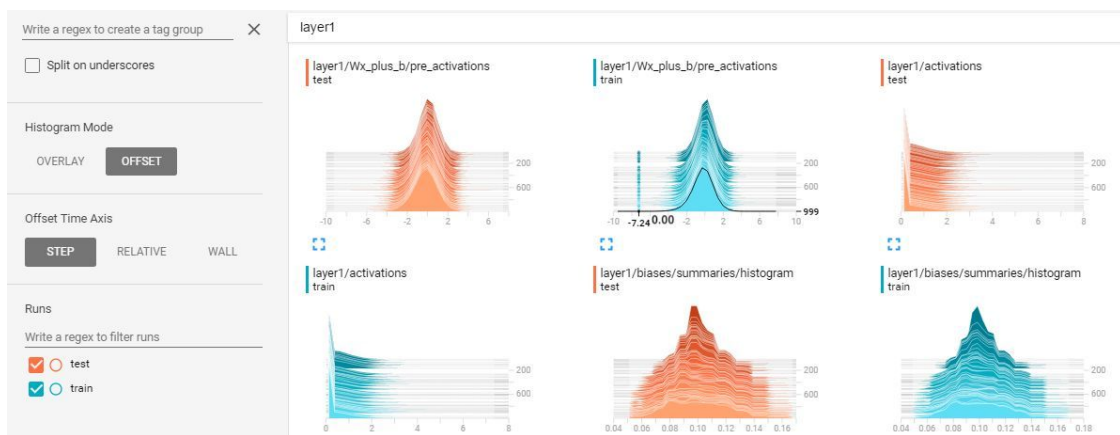 Write a regex to create a tag group
Split on underscores
Histogram Mode
OVERLAY OFFSET
Offset Time Axis
STEP RELATIVE WALL
Runs
Write a regex to filter runs
test
train
layer1
layer1/Wx_plus_b/pre_activations
test
200
600
-10 -6 -2 2 6
layer1/Wx_plus_b/pre_activations
train
200
600
999
-10 -7.24 0.00 -2 2 6 10
layer1/activations
test
200
600
0 2 4 6 8
layer1/activations
train
200
600
0 2 4 6 8
layer1/biases/summaries/histogram
test
200
600
0.04 0.06 0.08 0.10 0.12 0.14 0.16
layer1/biases/summaries/histogram
train
200
600
0.04 0.06 0.08 0.10 0.12 0.14 0.16 0.18